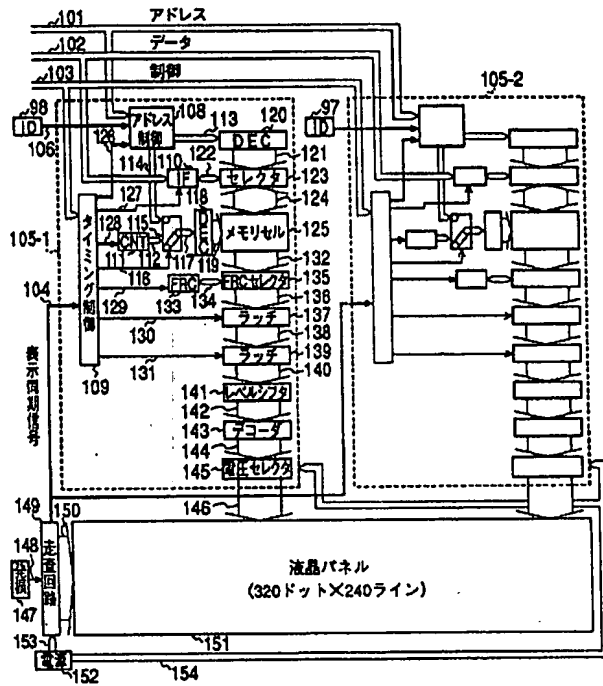 101
アドレス
102
データ
103
制御
105-2
98
ID
106
アドレス制御
108
113
120
DEC
97
ID
126
114
110
122
121
IF
セレクタ
123
127
118
124
DEC
メモリセル
125
105-1
タイミング制御
128
115
CNT
111
112
117
119
132
116
FRC
FRCセレクタ
135
104
129
133
134
136
ラッチ
137
130
138
ラッチ
139
131
140
109
141
レベルシフタ
142
143
デコーダ
144
145
電圧セレクタ
146
表示同期信号
149
150
148
走査回路
発振
147
液晶パネル
(320ドット×240ライン)
151
153
電源
152
154